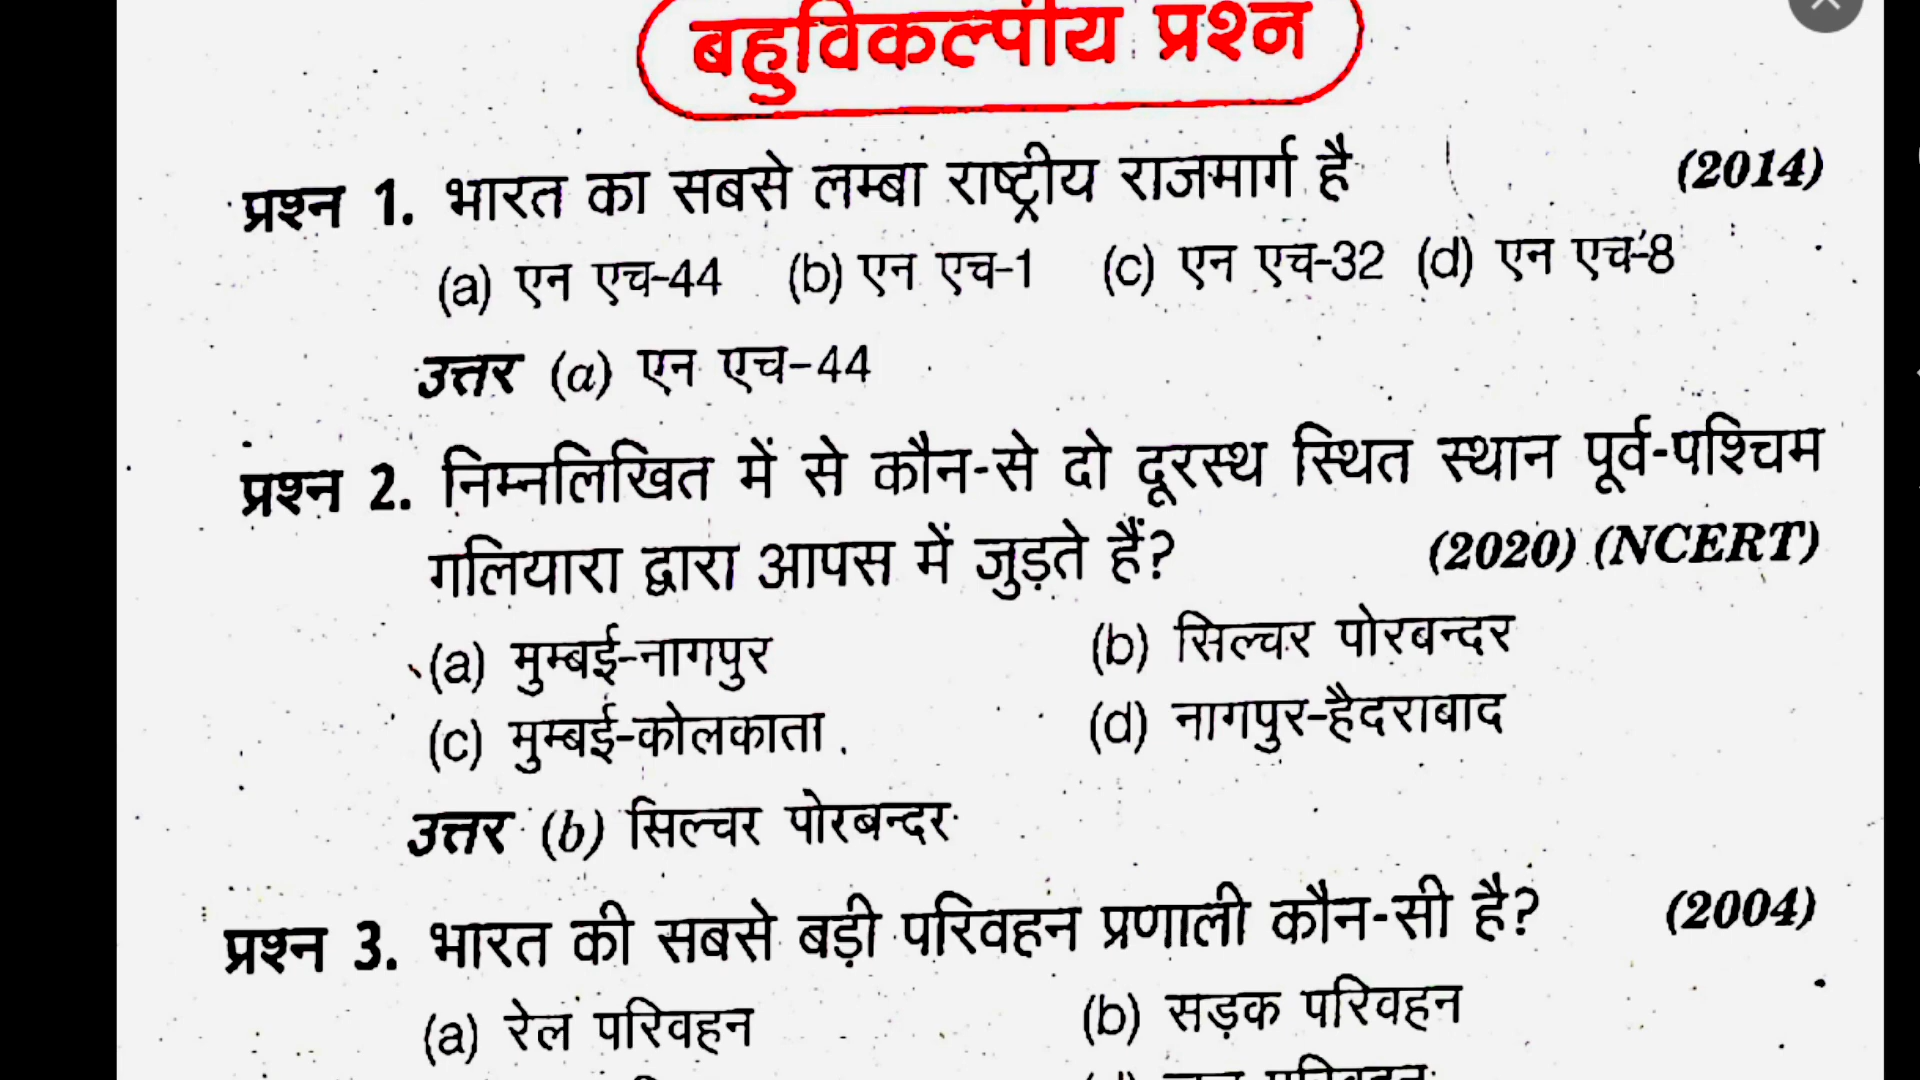 बहुविकल्पीय प्रश्न
प्रश्न 1. भारत का सबसे लम्बा राष्ट्रीय राजमार्ग है (2014)
(a) एन एच-44 (b) एन एच-1 (c) एन एच-32 (d) एन एच-8
उत्तर (a) एन एच-44
प्रश्न 2. निम्नलिखित में से कौन-से दो दूरस्थ स्थित स्थान पूर्व-पश्चिम
गलियारा द्वारा आपस में जुड़ते हैं? (2020) (NCERT)
(a) मुम्बई-नागपुर (b) सिल्चर पोरबन्दर
(c) मुम्बई-कोलकाता . (d) नागपुर-हैदराबाद
उत्तर (b) सिल्चर पोरबन्दर
प्रश्न 3. भारत की सबसे बड़ी परिवहन प्रणाली कौन-सी है? (2004)
(a) रेल परिवहन (b) सड़क परिवहन